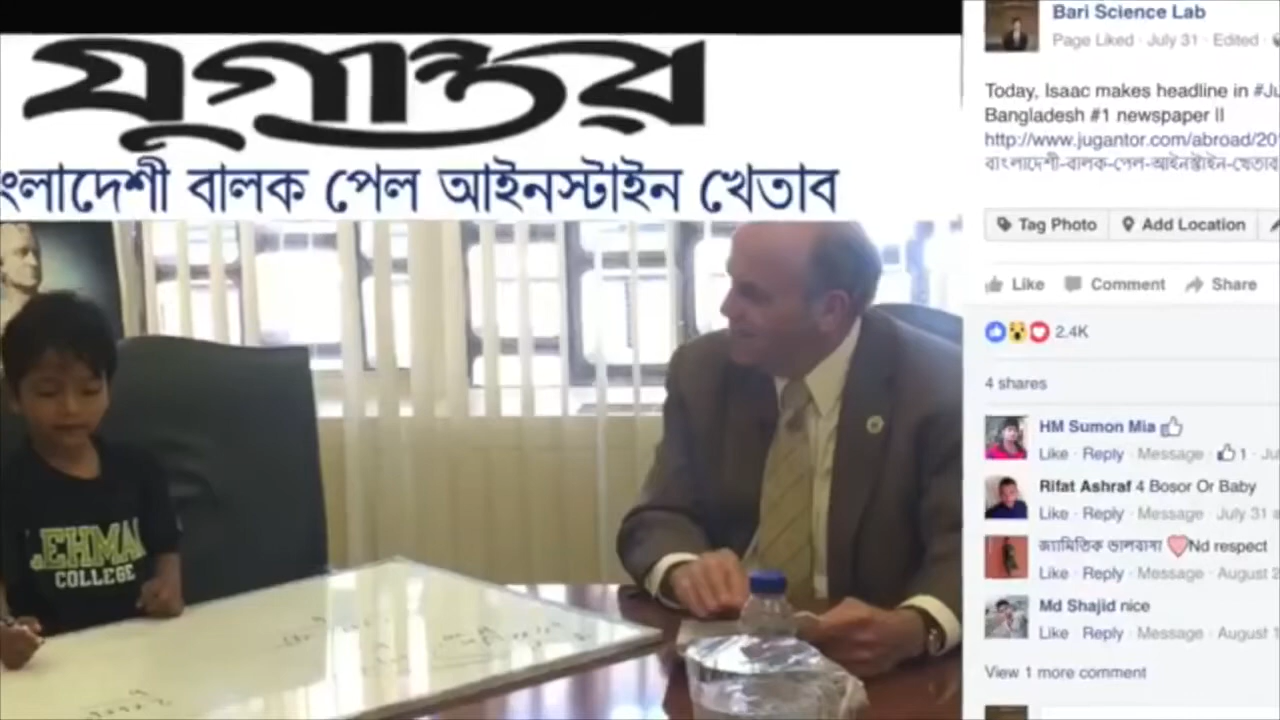 যুগান্তর
ংলাদেশী বালক পেল আইনস্টাইন খেতাব
LEHMA
COLLEGE
Bari Science Lab
Page Liked · July 31 · Edited ·
Today, Isaac makes headline in #Ju
Bangladesh #1 newspaper ||
http://www.jugantor.com/abroad/20
বাংলাদেশী-বালক-পেল-আইনস্টাইন-খেতাব
Tag Photo Add Location
Like Comment Share
2.4K
4 shares
HM Sumon Mia
Like · Reply · Message · 1 · Ju
Rifat Ashraf 4 Bosor Or Baby
Like · Reply · Message · July 31 a
জ্যামিতিক ভালবাসা Nd respect
Like · Reply · Message · August 2
Md Shajid nice
Like · Reply · Message · August 1
View 1 more comment